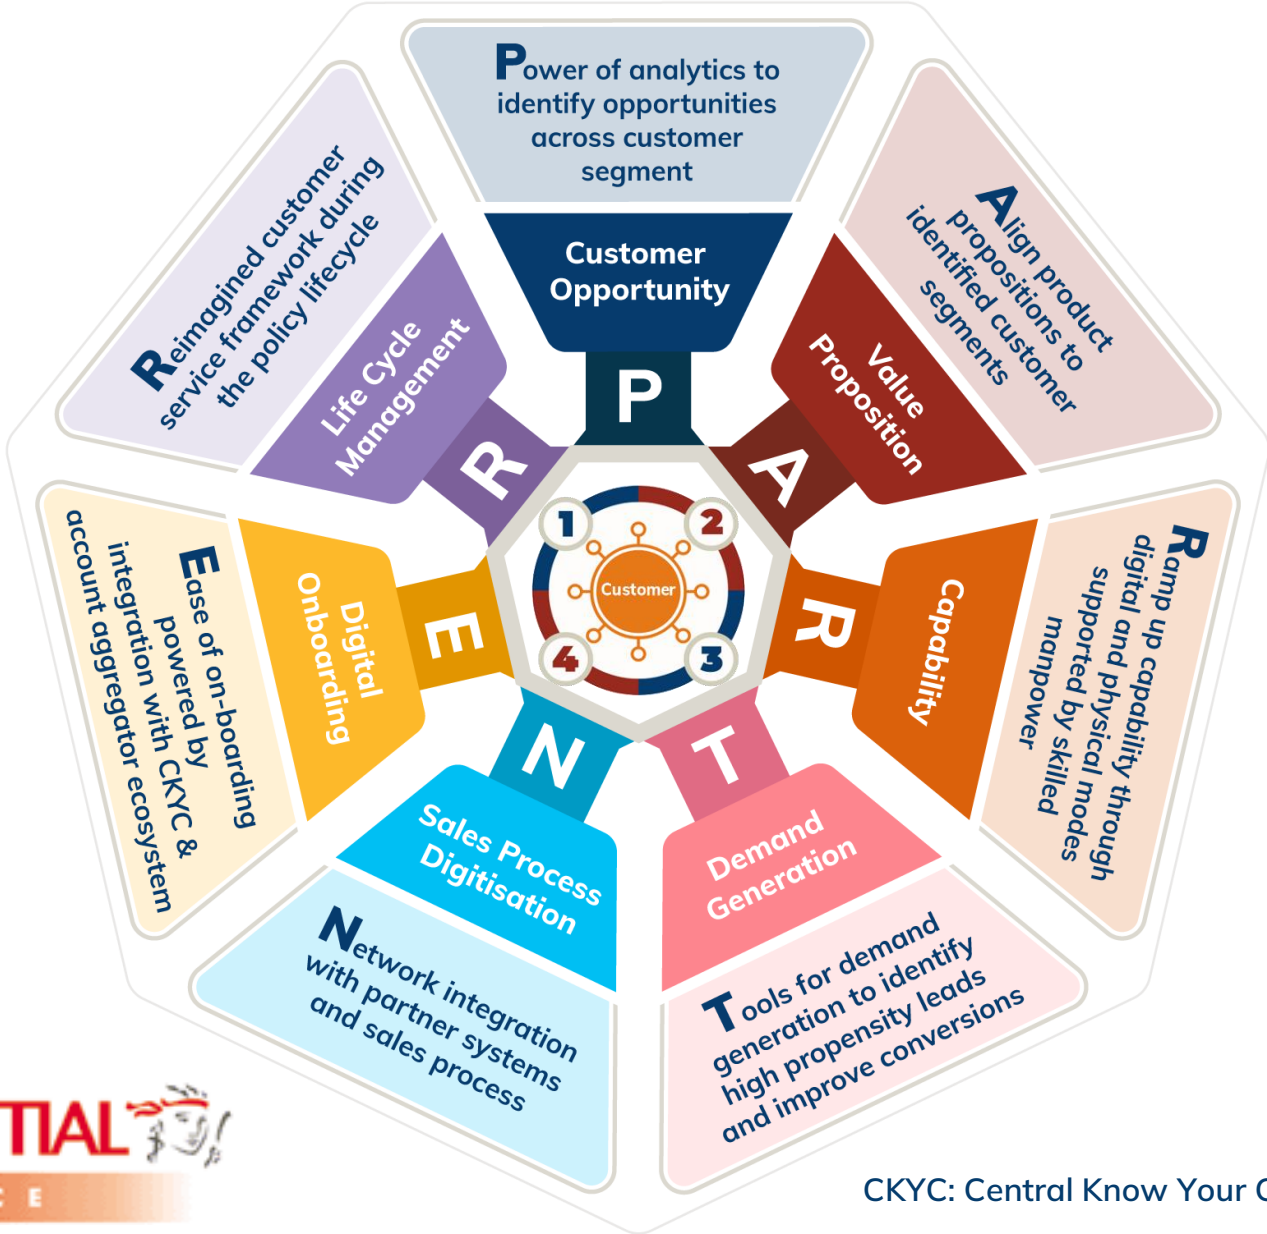 Power of analytics to
identify opportunities
across customer
segment
Customer
Opportunity
P
Align product
propositions to
identified customer
segments
Value
Proposition
A
Ramp up capability through
digital and physical modes
supported by skilled
manpower
Capability
R
Tools for demand
generation to identify
high propensity leads
and improve conversions
Demand
Generation
T
Network integration
with partner systems
and sales process
Sales Process
Digitisation
N
Ease of on-boarding
powered by
integration with CKYC &
account aggregator ecosystem
Digital
Onboarding
E
Reimagined customer
service framework during
the policy lifecycle
Life Cycle
Management
R
1
2
Customer
4
3
TIAL
E
CKYC: Central Know Your